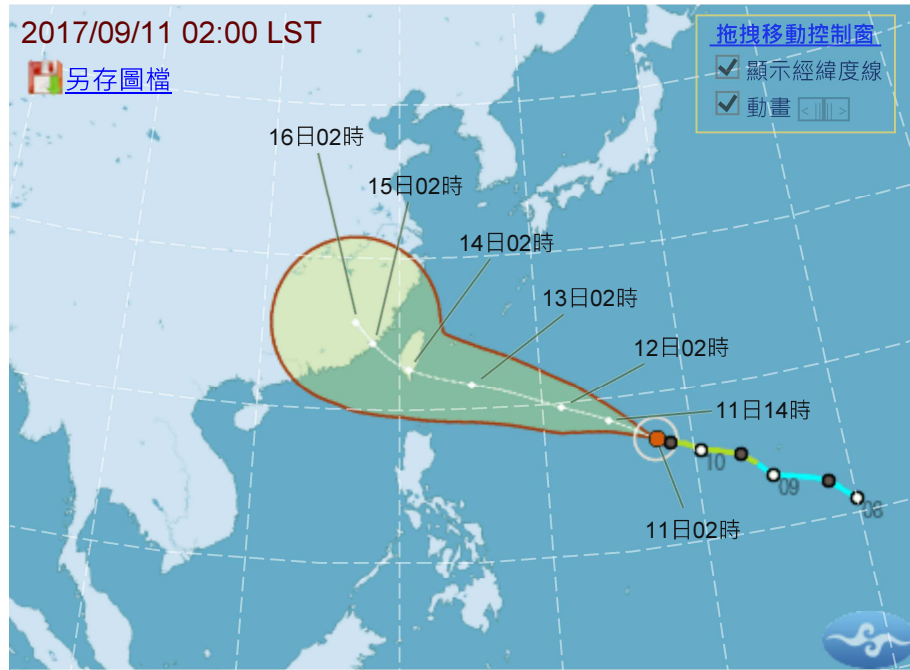 2017/09/11 02:00 LST
拖拽移動控制窗
另存圖檔
顯示經緯度線
動畫 < || || >
16日02時
15日02時
14日02時
13日02時
12日02時
11日14時
10
09
08
11日02時